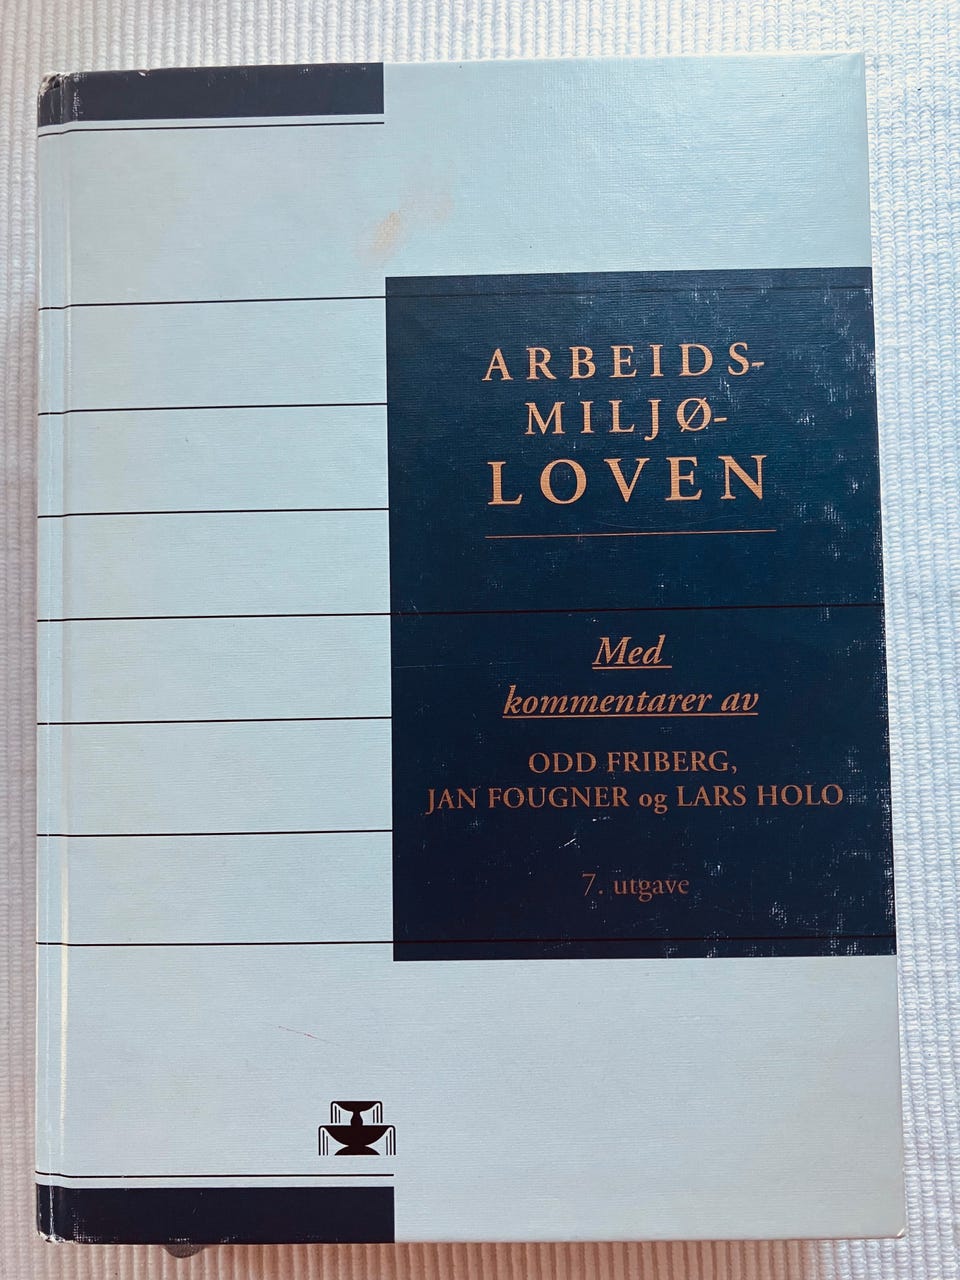 ARBEIDS-
MILJØ-
LOVEN
Med
kommentarer av
ODD FRIBERG,
JAN FOUGNER og LARS HOLO
7. utgave